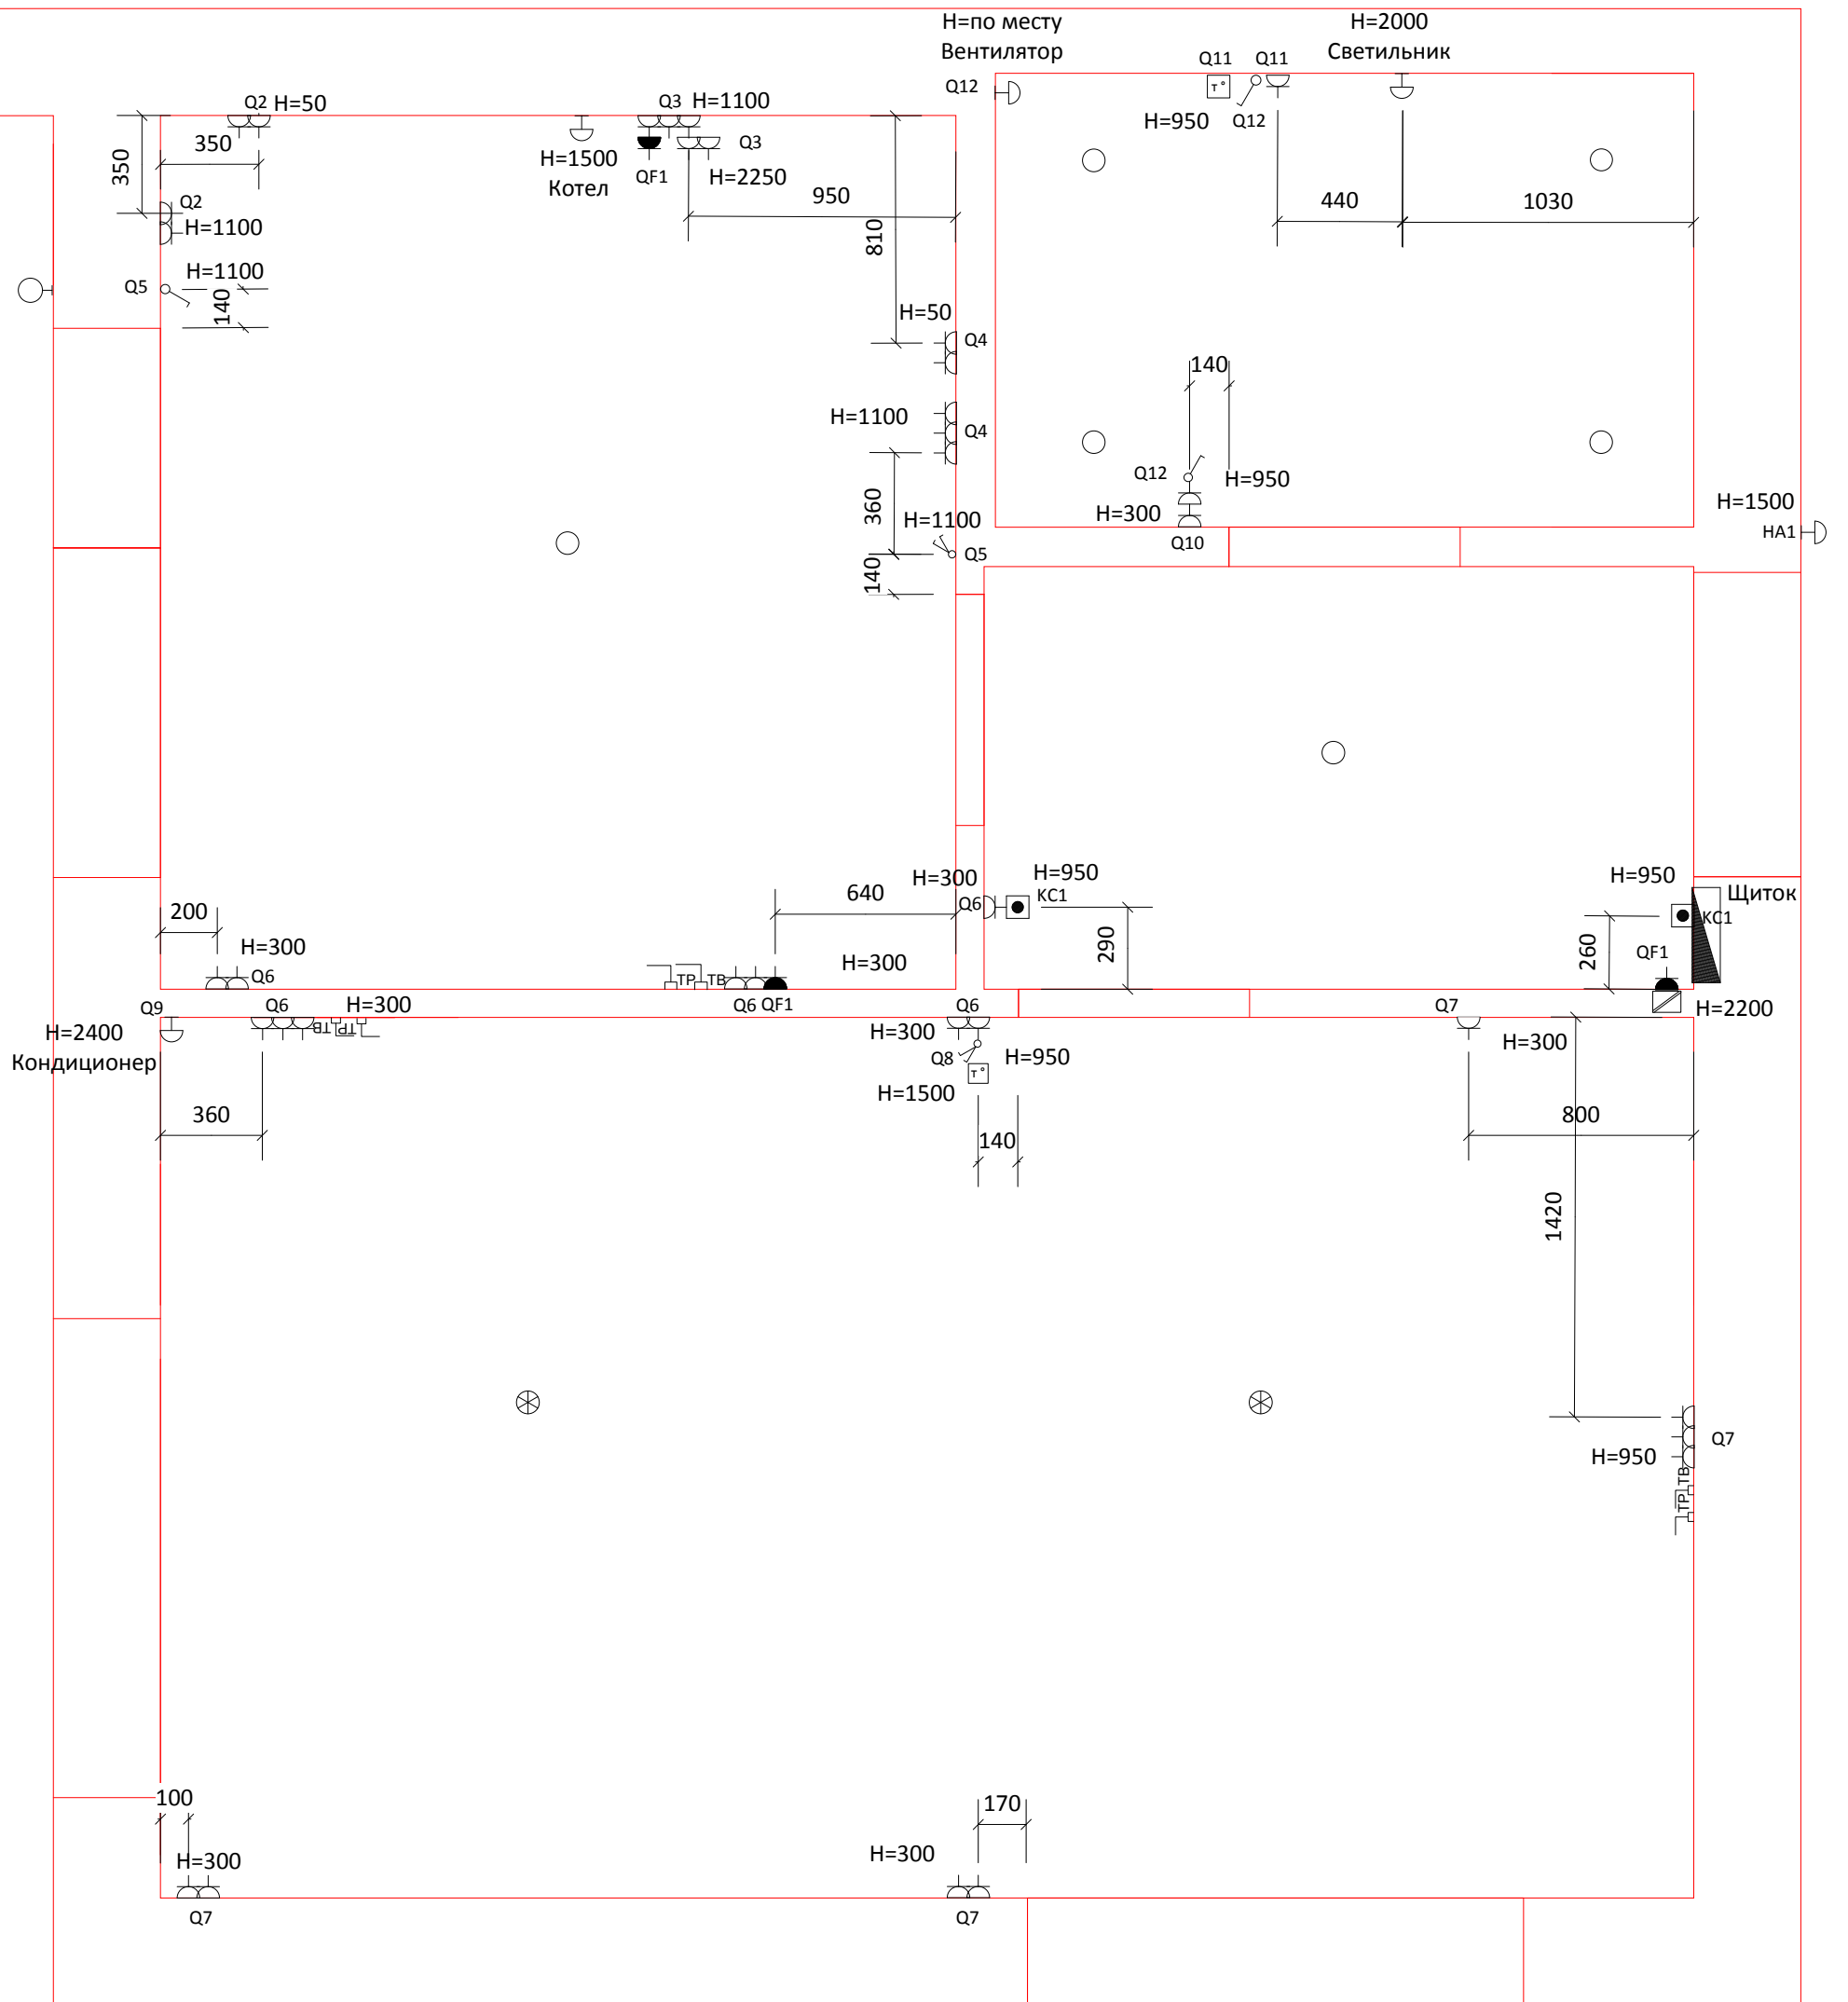 H=по месту
Вентилятор
H=2000
Светильник
Q11
Q11
Q12
H=950
Q12
Q2
H=50
Q3
H=1100
350
350
H=1500
Котел
QF1
Q3
H=2250
950
440
1030
Q2
H=1100
810
H=1100
Q5
140
H=50
Q4
140
H=1100
Q4
Q12
H=950
360
H=300
Q10
H=1100
Q5
140
H=1500
HA1
H=300
H=950
KC1
Q6
640
290
H=950
Щиток
KC1
260
QF1
200
H=300
Q6
TP
TB
H=300
Q6
QF1
Q9
Q6
H=300
TB
TP
Q6
Q7
H=2200
H=2400
Кондиционер
H=300
Q8
H=950
H=300
H=1500
360
140
800
1420
Q7
H=950
TB
TP
100
170
H=300
H=300
Q7
Q7